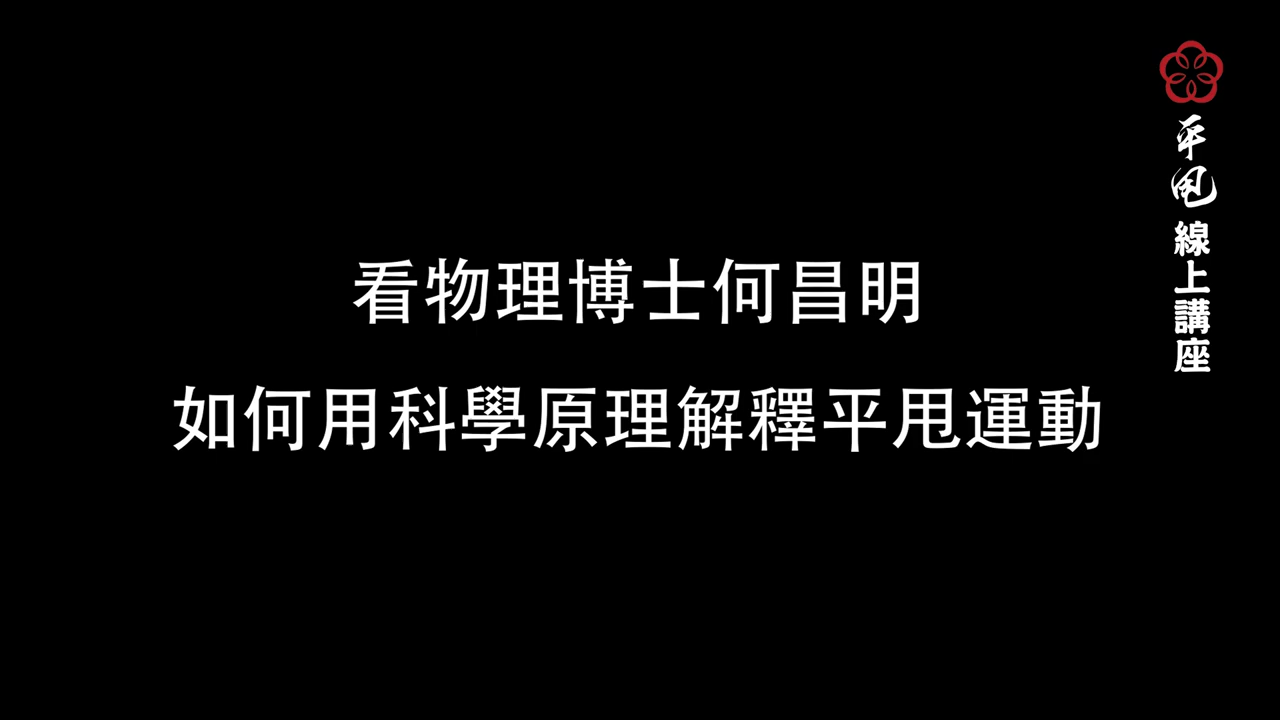 看物理博士何昌明
如何用科學原理解釋平甩運動
平甩線上講座